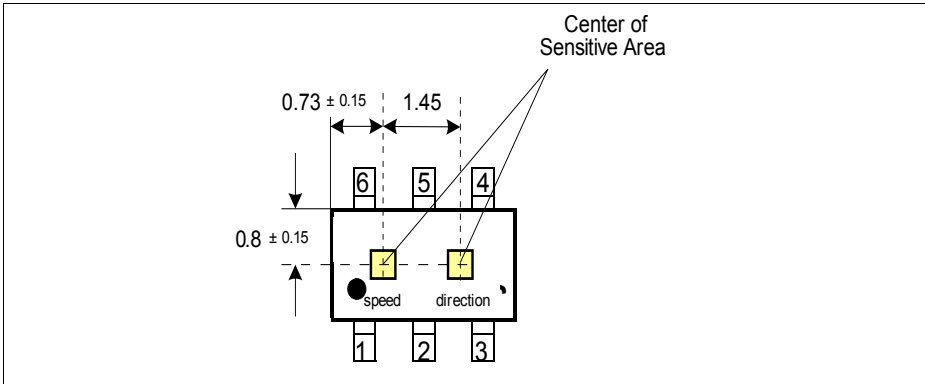 Center of
Sensitive Area
0.73 ± 0.15
1.45
6
5
4
0.8 ± 0.15
speed
direction
1
2
3